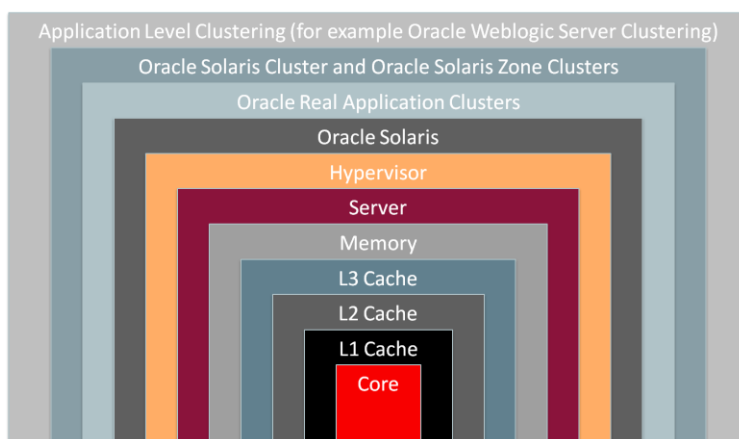 Application Level Clustering (for example Oracle Weblogic Server Clustering)
Oracle Solaris Cluster and Oracle Solaris Zone Clusters
Oracle Real Application Clusters
Oracle Solaris
Hypervisor
Server
Memory
L3 Cache
L2 Cache
L1 Cache
Core